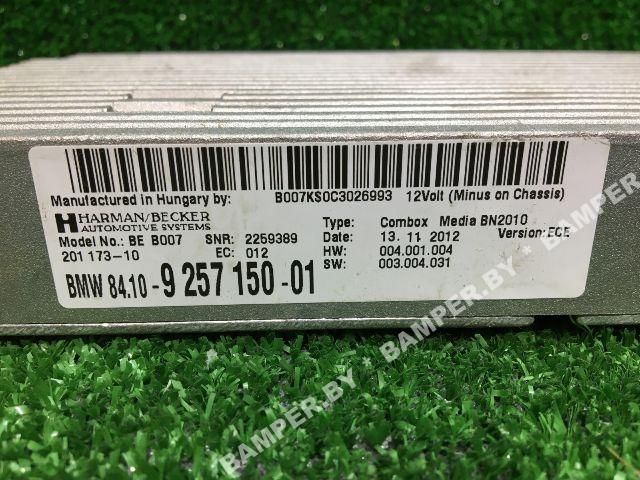 Manufactured in Hungary by: B007KS0C3026993 12Volt (Minus on Chassis)
HARMAN/BECKER
AUTOMOTIVE SYSTEMS
Type: Combox Media BN2010
Model No.: BE B007 SNR: 2259389 Date: 13. 11 2012 Version: ECE
201 173-10 EC: 012 HW: 004.001.004
SW: 003.004.031
BMW 84.10-9 257 150-01
BAMPER.BY - BAMPER.BY - BAMPER.BY - BAMPER.BY